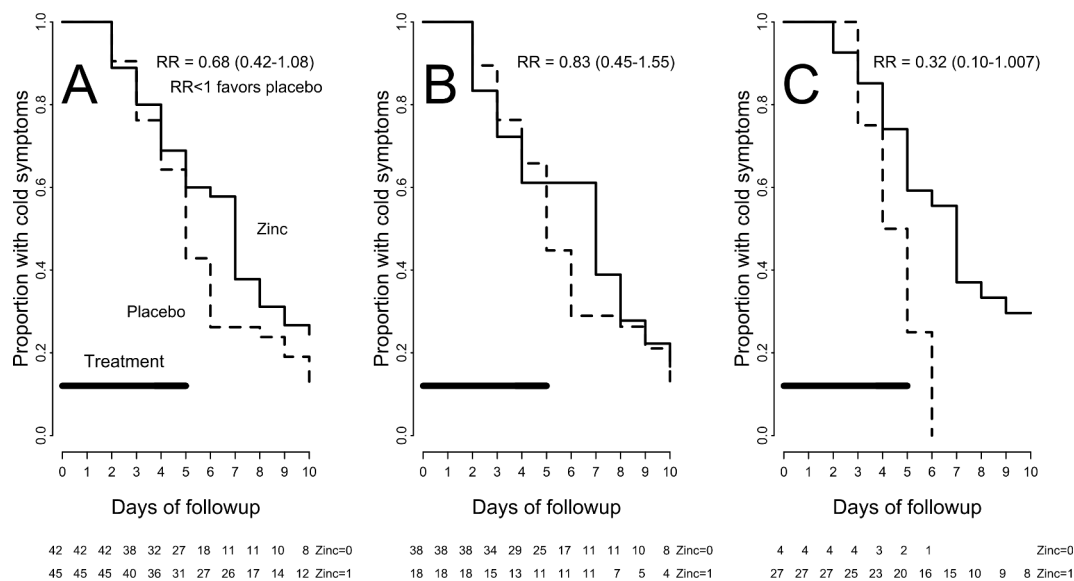 A
RR = 0.68 (0.42-1.08)
RR<1 favors placebo
Zinc
Placebo
Treatment
Proportion with cold symptoms
0.0 0.2 0.4 0.6 0.8 1.0
0 1 2 3 4 5 6 7 8 9 10
Days of followup
42 42 42 38 32 27 18 11 11 10 8 Zinc=0
45 45 45 40 36 31 27 26 17 14 12 Zinc=1
B
RR = 0.83 (0.45-1.55)
Proportion with cold symptoms
0.0 0.2 0.4 0.6 0.8 1.0
0 1 2 3 4 5 6 7 8 9 10
Days of followup
38 38 38 34 29 25 17 11 11 10 8 Zinc=0
18 18 18 15 13 11 11 11 7 5 4 Zinc=1
C
RR = 0.32 (0.10-1.007)
Proportion with cold symptoms
0.0 0.2 0.4 0.6 0.8 1.0
0 1 2 3 4 5 6 7 8 9 10
Days of followup
4 4 4 4 3 2 1 Zinc=0
27 27 27 25 23 20 16 15 10 9 8 Zinc=1